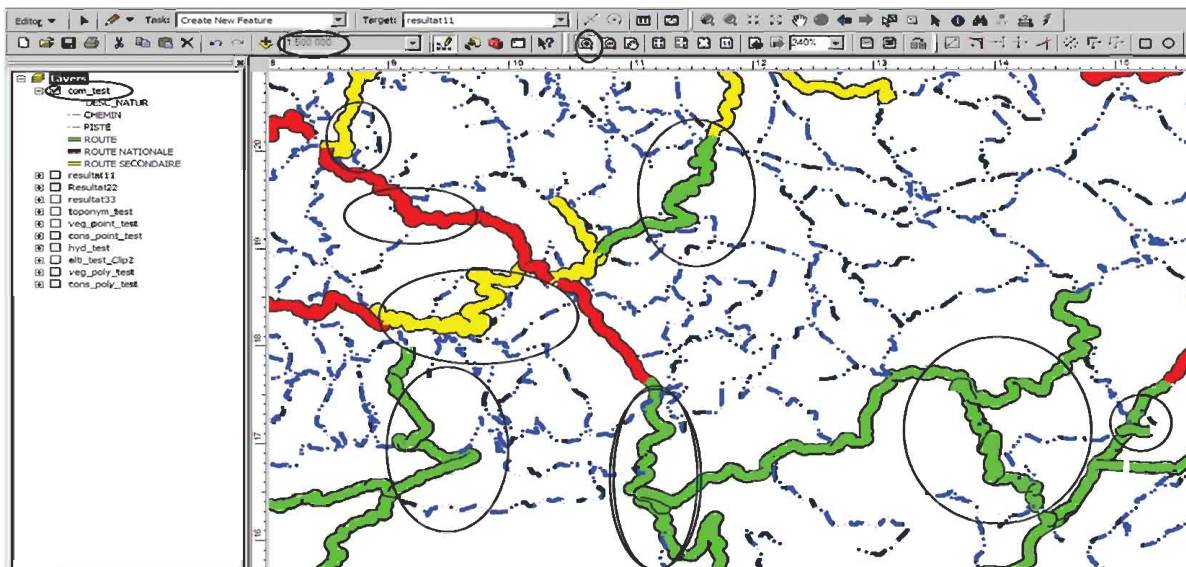 Editor Task: Create New Feature Target: resultat11
1:500 000 340%
Layers
com_test
DESC_NATUR
CHEMIN
PISTE
ROUTE
ROUTE NATIONALE
ROUTE SECONDAIRE
resultat11
Resultat22
resultat33
toponym_test
veg_point_test
cons_point_test
hyd_test
alti_test_Clip2
veg_poly_test
cons_poly_test
8 9 10 11 12 13 14 15
20
19
18
17
16